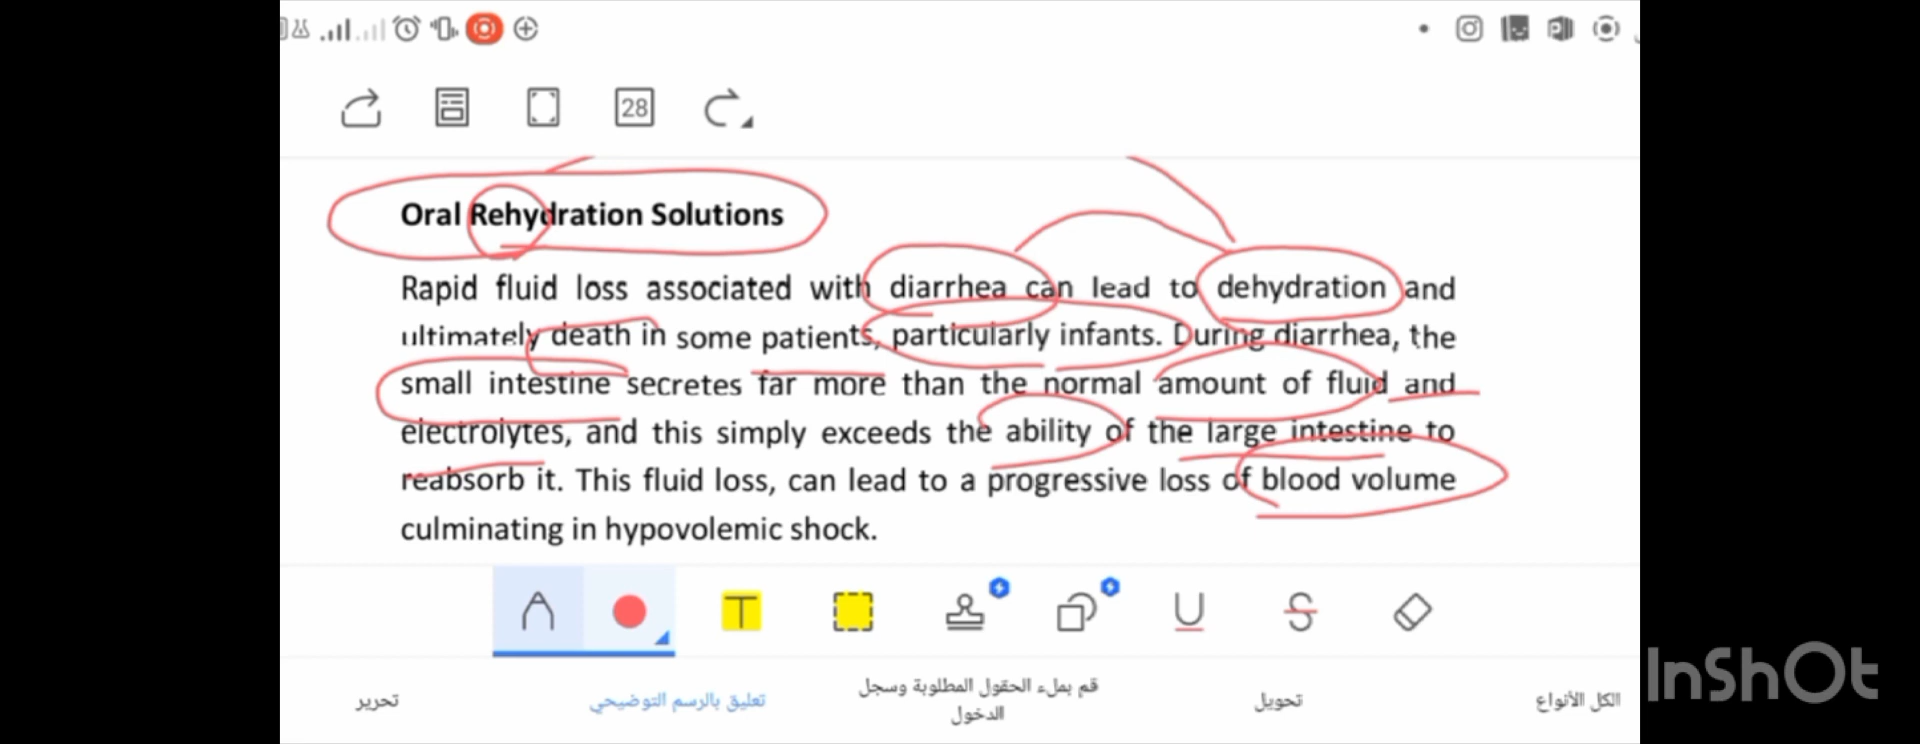 28
Oral Rehydration Solutions
Rapid fluid loss associated with diarrhea can lead to dehydration and
ultimately death in some patients, particularly infants. During diarrhea, the
small intestine secretes far more than the normal amount of fluid and
electrolytes, and this simply exceeds the ability of the large intestine to
reabsorb it. This fluid loss, can lead to a progressive loss of blood volume
culminating in hypovolemic shock.
T
U
S
الكل الأنواع
تحويل
قم بملء الحقول المطلوبة وسجل
الدخول
تعليق بالرسم التوضيحي
تحرير
InShOt